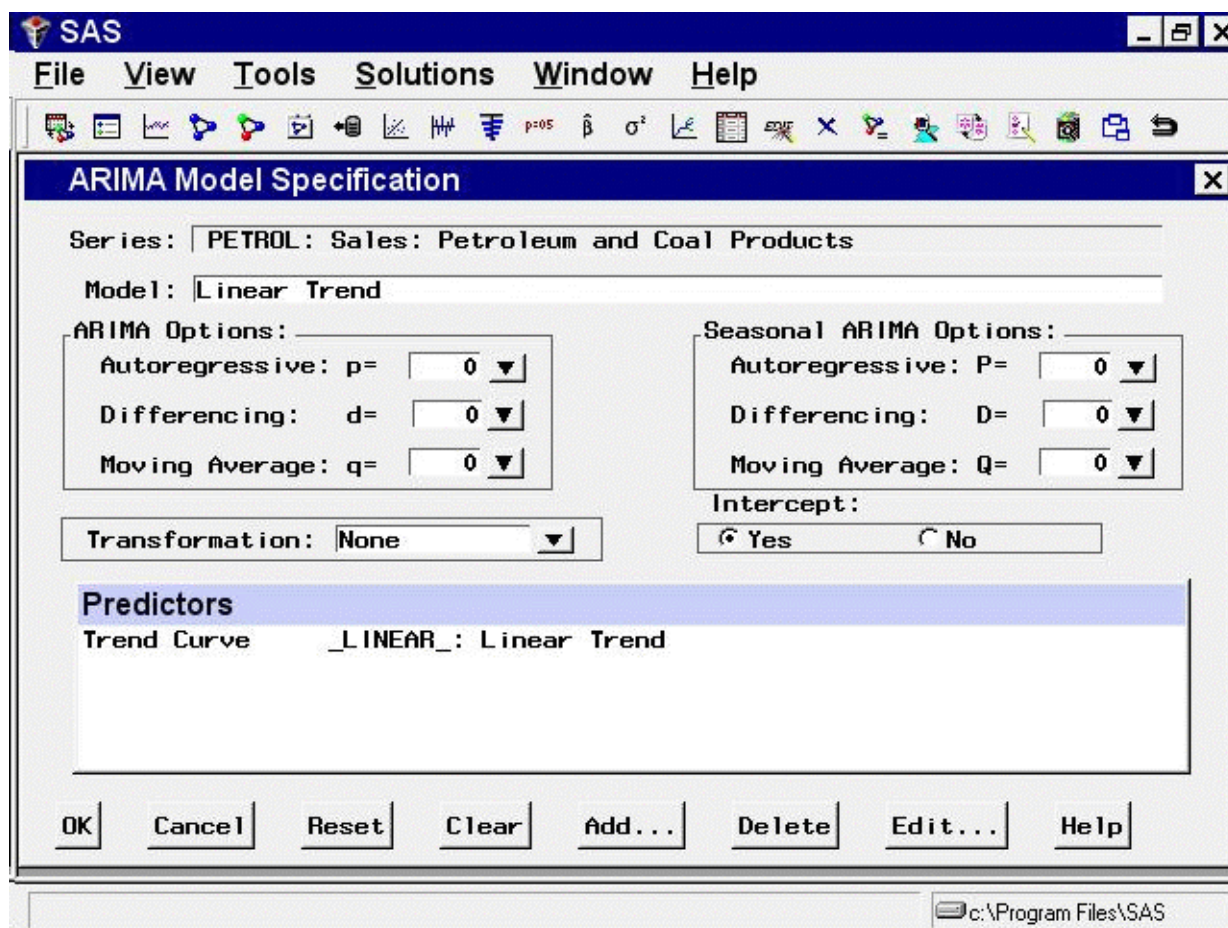 SAS
File View Tools Solutions Window Help
p=05 β̂ σ²
ARIMA Model Specification
Series: PETROL: Sales: Petroleum and Coal Products
Model: Linear Trend
ARIMA Options:
Autoregressive: p= 0
Differencing: d= 0
Moving Average: q= 0
Seasonal ARIMA Options:
Autoregressive: P= 0
Differencing: D= 0
Moving Average: Q= 0
Transformation: None
Intercept:
Yes No
Predictors
Trend Curve _LINEAR_: Linear Trend
OK Cancel Reset Clear Add... Delete Edit... Help
c:\Program Files\SAS